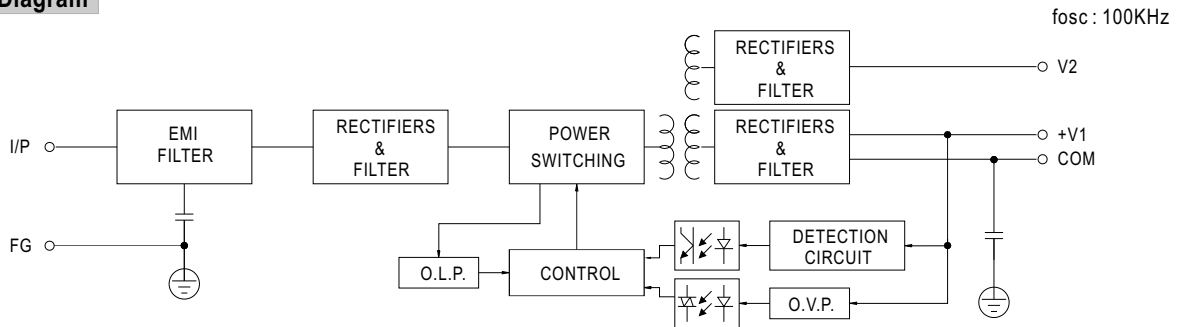 Diagram
fosc : 100KHz
RECTIFIERS
&
FILTER
V2
I/P
EMI
FILTER
RECTIFIERS
&
FILTER
POWER
SWITCHING
RECTIFIERS
&
FILTER
+V1
COM
FG
O.L.P.
CONTROL
DETECTION
CIRCUIT
O.V.P.